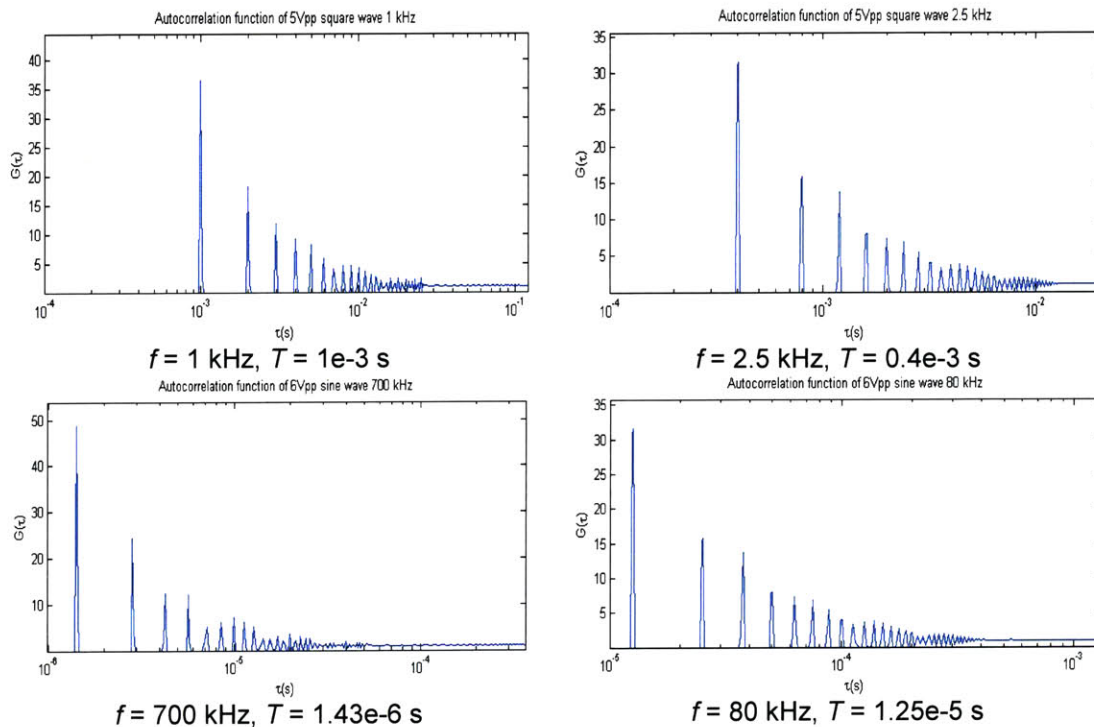 Autocorrelation function of 5Vpp square wave 1 kHz
G(τ)
40
35
30
25
20
15
10
5
10⁻⁴
10⁻³
10⁻²
10⁻¹
τ(s)
f = 1 kHz, T = 1e-3 s
Autocorrelation function of 5Vpp square wave 2.5 kHz
G(τ)
35
30
25
20
15
10
5
10⁻⁴
10⁻³
10⁻²
τ(s)
f = 2.5 kHz, T = 0.4e-3 s
Autocorrelation function of 6Vpp sine wave 700 kHz
G(τ)
50
40
30
20
10
10⁻⁶
10⁻⁵
10⁻⁴
τ(s)
f = 700 kHz, T = 1.43e-6 s
Autocorrelation function of 6Vpp sine wave 80 kHz
G(τ)
35
30
25
20
15
10
5
10⁻⁵
10⁻⁴
10⁻³
τ(s)
f = 80 kHz, T = 1.25e-5 s